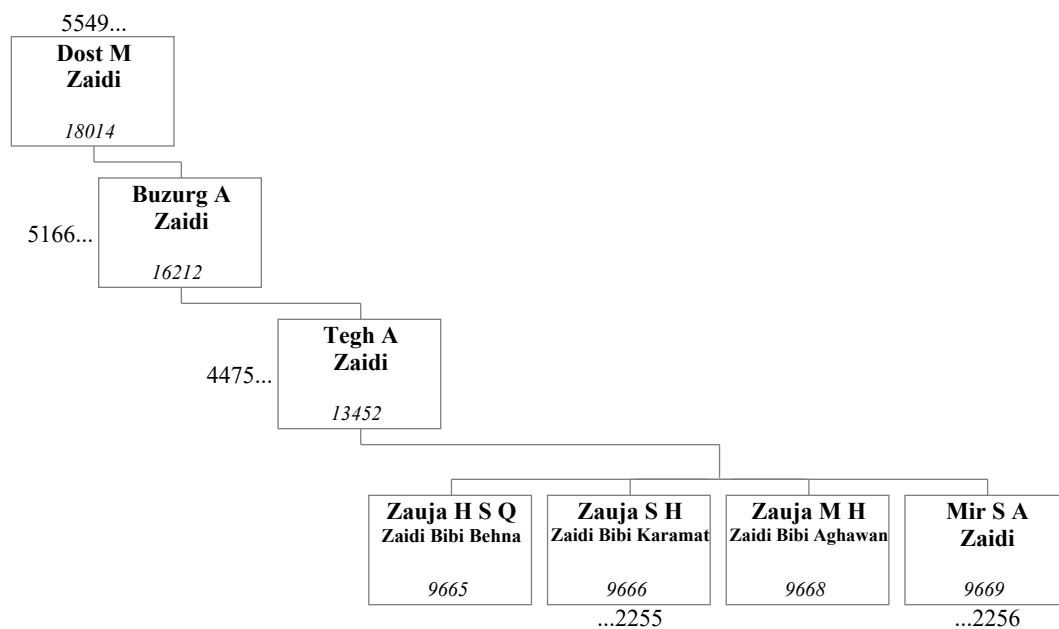 5549...
Dost M
Zaidi
18014
Buzurg A
Zaidi
5166...
16212
Tegh A
Zaidi
4475...
13452
Zauja H S Q
Zaidi Bibi Behna
9665
Zauja S H
Zaidi Bibi Karamat
9666
...2255
Zauja M H
Zaidi Bibi Aghawan
9668
Mir S A
Zaidi
9669
...2256